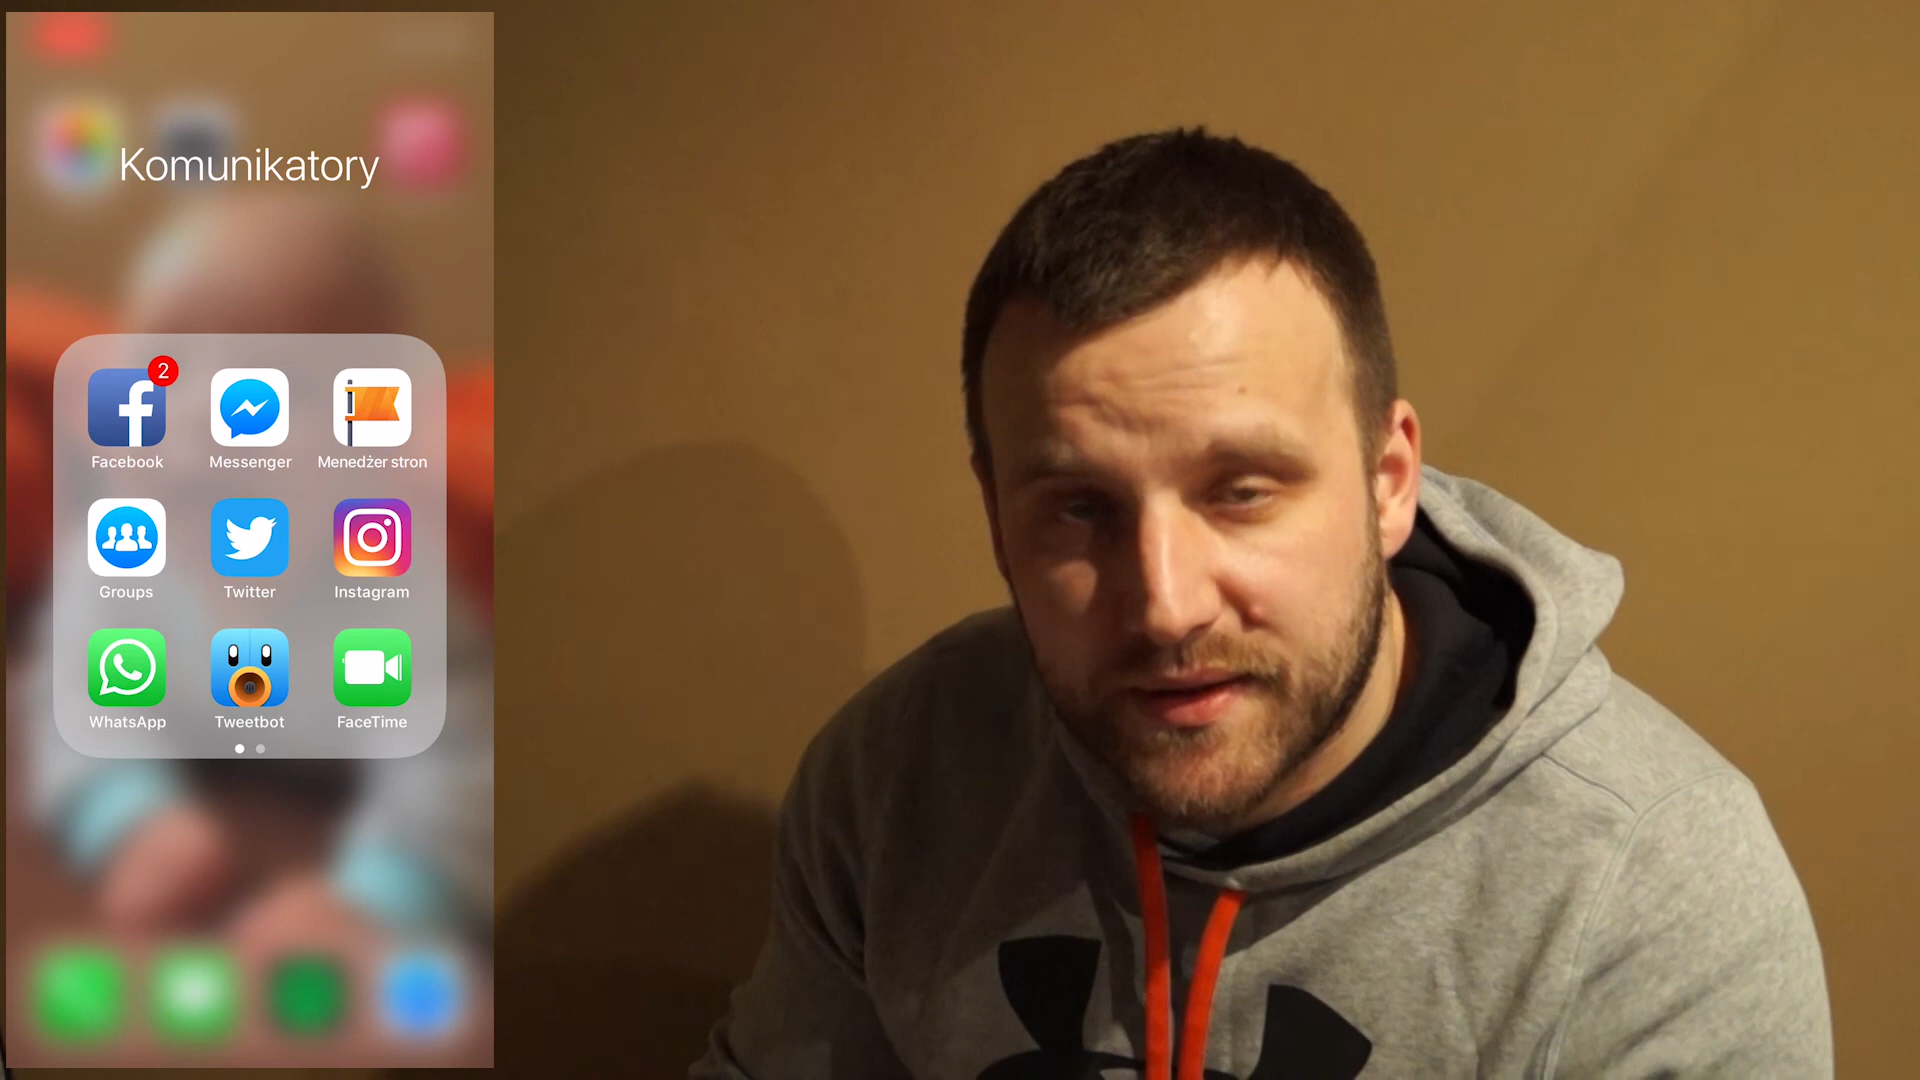 Komunikatory
2
Facebook Messenger Menedżer stron
Groups Twitter Instagram
WhatsApp Tweetbot FaceTime